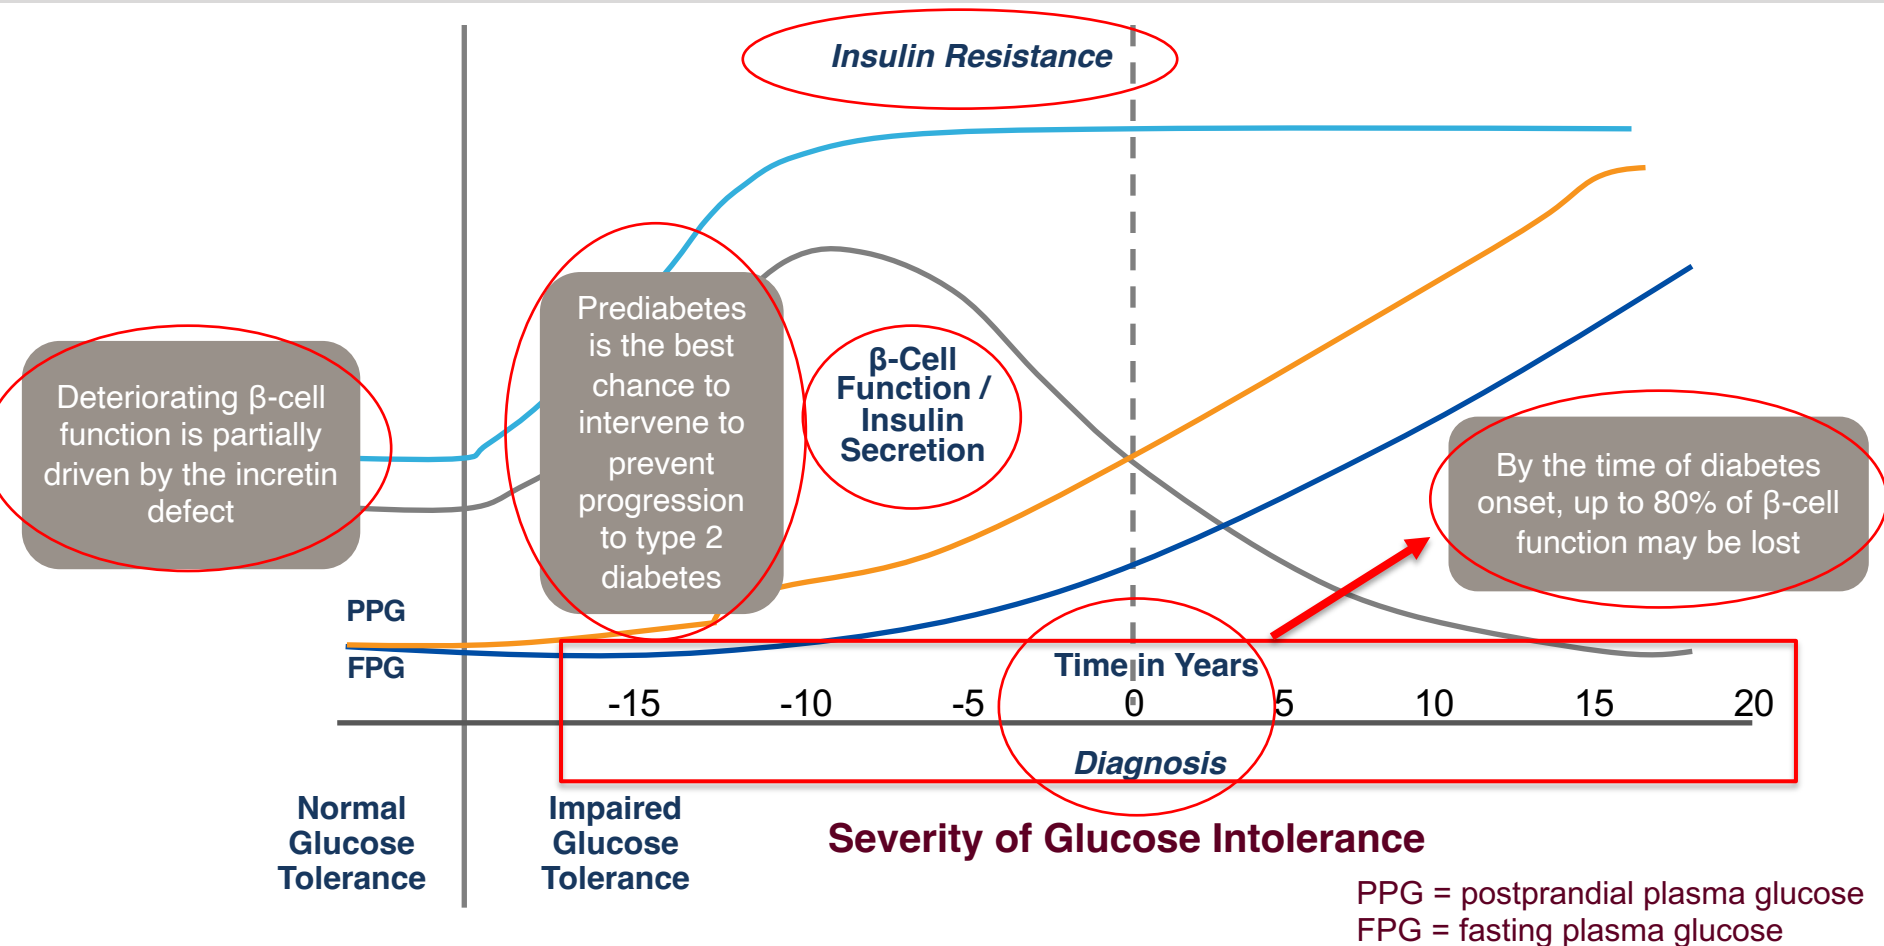 Insulin Resistance
Deteriorating β-cell
function is partially
driven by the incretin
defect
Prediabetes
is the best
chance to
intervene to
prevent
progression
to type 2
diabetes
β-Cell
Function /
Insulin
Secretion
By the time of diabetes
onset, up to 80% of β-cell
function may be lost
PPG
FPG
Time in Years
-15 -10 -5 0 5 10 15 20
Diagnosis
Normal
Glucose
Tolerance
Impaired
Glucose
Tolerance
Severity of Glucose Intolerance
PPG = postprandial plasma glucose
FPG = fasting plasma glucose